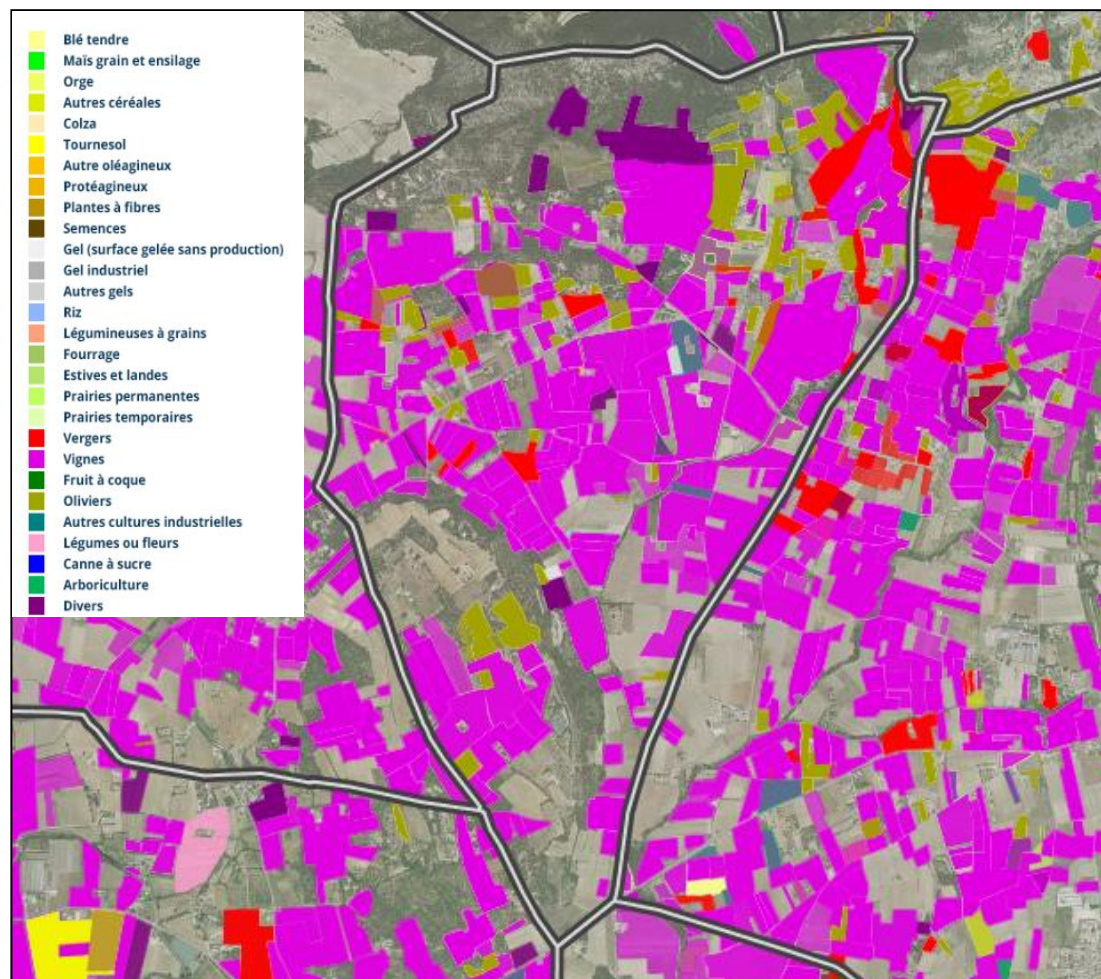 Blé tendre
Maïs grain et ensilage
Orge
Autres céréales
Colza
Tournesol
Autre oléagineux
Protéagineux
Plantes à fibres
Semences
Gel (surface gelée sans production)
Gel industriel
Autres gels
Riz
Légumineuses à grains
Fourrage
Estives et landes
Prairies permanentes
Prairies temporaires
Vergers
Vignes
Fruit à coque
Oliviers
Autres cultures industrielles
Légumes ou fleurs
Canne à sucre
Arboriculture
Divers